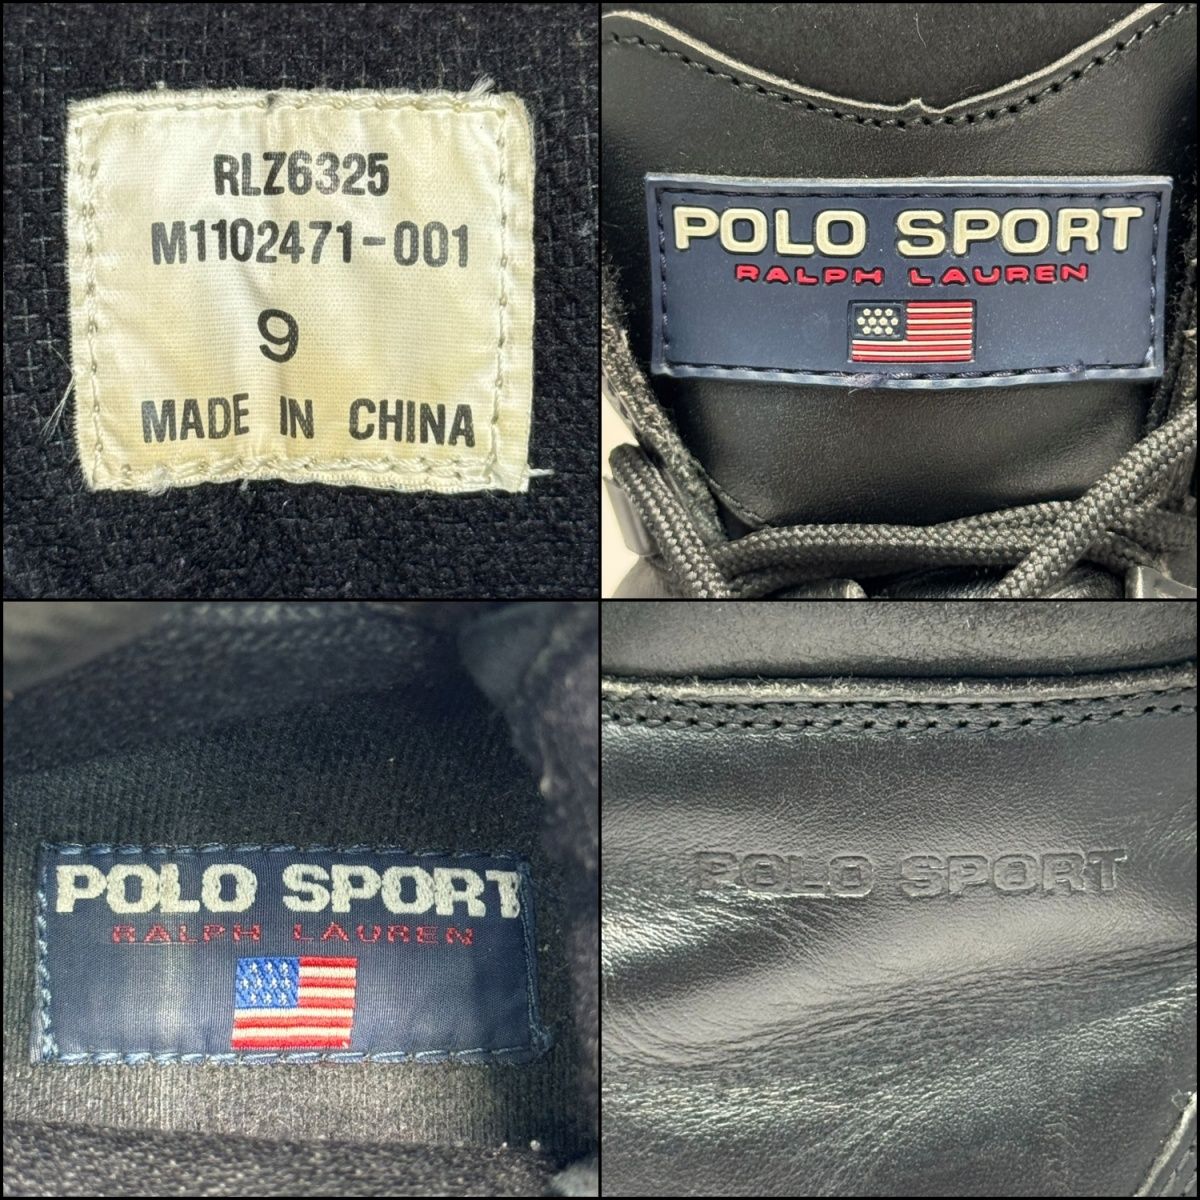 RLZ6325
M1102471-001
9
MADE IN CHINA
POLO SPORT
RALPH LAUREN
POLO SPORT
RALPH LAUREN
POLO SPORT